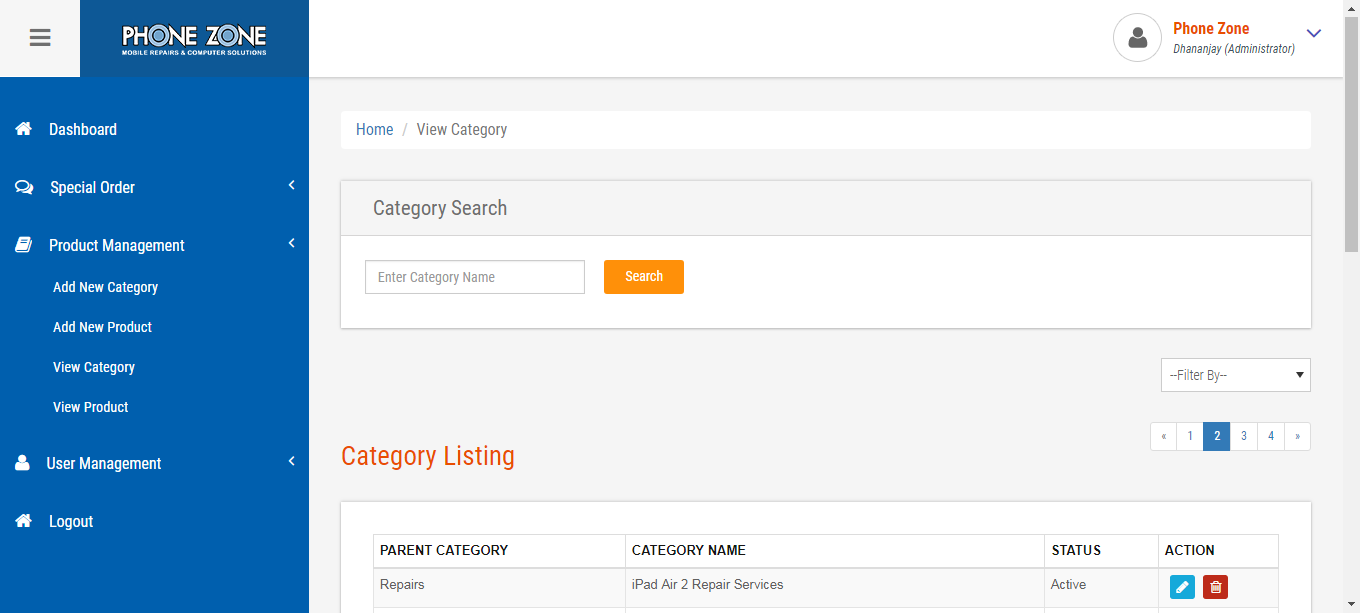 PHONE ZONE
MOBILE REPAIRS & COMPUTER SOLUTIONS
Phone Zone
Dhananjay (Administrator)
Dashboard
Special Order
Product Management
Add New Category
Add New Product
View Category
View Product
User Management
Logout
Home / View Category
Category Search
Enter Category Name
Search
--Filter By--
« 1 2 3 4 »
Category Listing
PARENT CATEGORY CATEGORY NAME STATUS ACTION
Repairs iPad Air 2 Repair Services Active